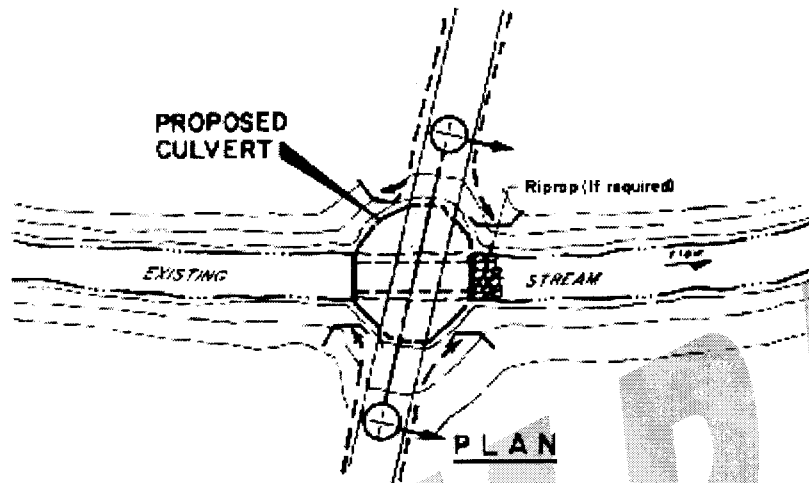 PROPOSED
CULVERT
Riprap (If required)
EXISTING
STREAM
Flow
PLAN